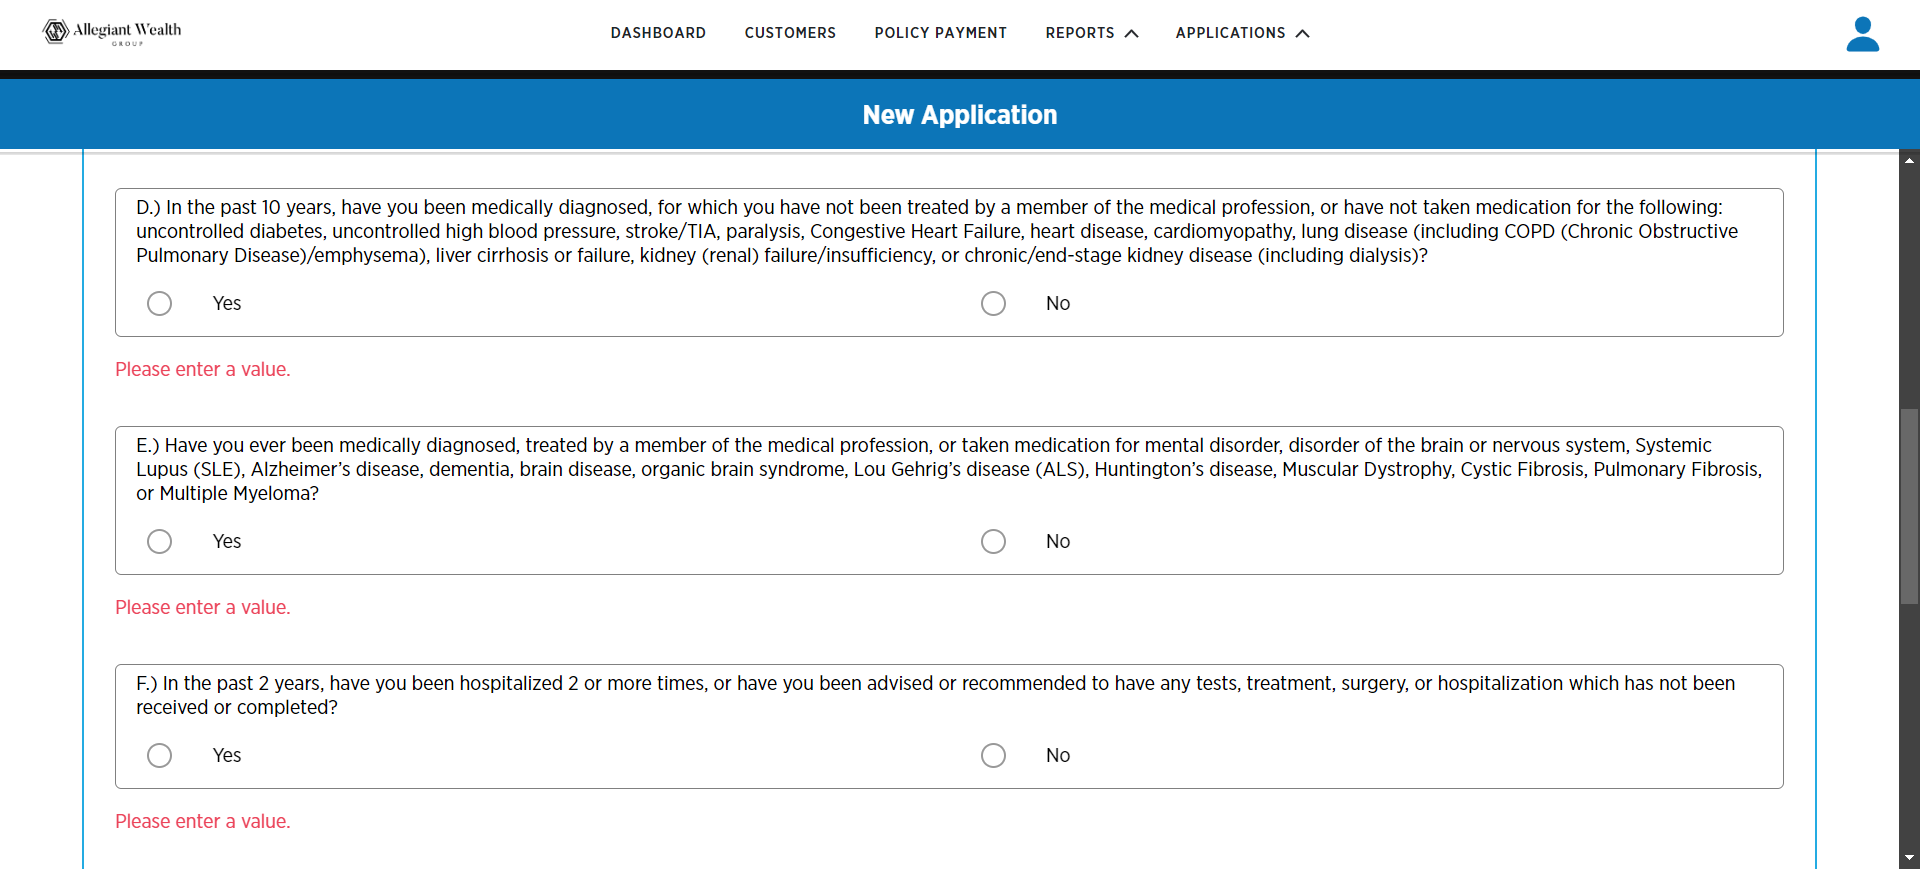 Allegiant Wealth
GROUP
DASHBOARD CUSTOMERS POLICY PAYMENT REPORTS APPLICATIONS
New Application
D.) In the past 10 years, have you been medically diagnosed, for which you have not been treated by a member of the medical profession, or have not taken medication for the following:
uncontrolled diabetes, uncontrolled high blood pressure, stroke/TIA, paralysis, Congestive Heart Failure, heart disease, cardiomyopathy, lung disease (including COPD (Chronic Obstructive
Pulmonary Disease)/emphysema), liver cirrhosis or failure, kidney (renal) failure/insufficiency, or chronic/end-stage kidney disease (including dialysis)?
Yes No
Please enter a value.
E.) Have you ever been medically diagnosed, treated by a member of the medical profession, or taken medication for mental disorder, disorder of the brain or nervous system, Systemic
Lupus (SLE), Alzheimer’s disease, dementia, brain disease, organic brain syndrome, Lou Gehrig’s disease (ALS), Huntington’s disease, Muscular Dystrophy, Cystic Fibrosis, Pulmonary Fibrosis,
or Multiple Myeloma?
Yes No
Please enter a value.
F.) In the past 2 years, have you been hospitalized 2 or more times, or have you been advised or recommended to have any tests, treatment, surgery, or hospitalization which has not been
received or completed?
Yes No
Please enter a value.